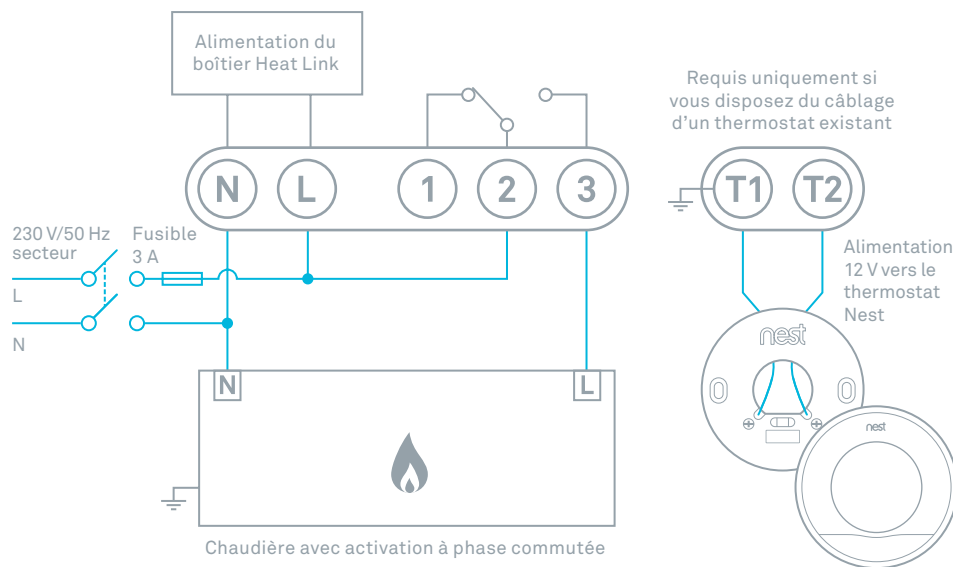 Alimentation du
boîtier Heat Link
Requis uniquement si
vous disposez du câblage
d'un thermostat existant
N L 1 2 3
T1 T2
230 V/50 Hz
secteur
Fusible
3 A
L
N
Alimentation
12 V vers le
thermostat
Nest
nest
N L
nest
Chaudière avec activation à phase commutée